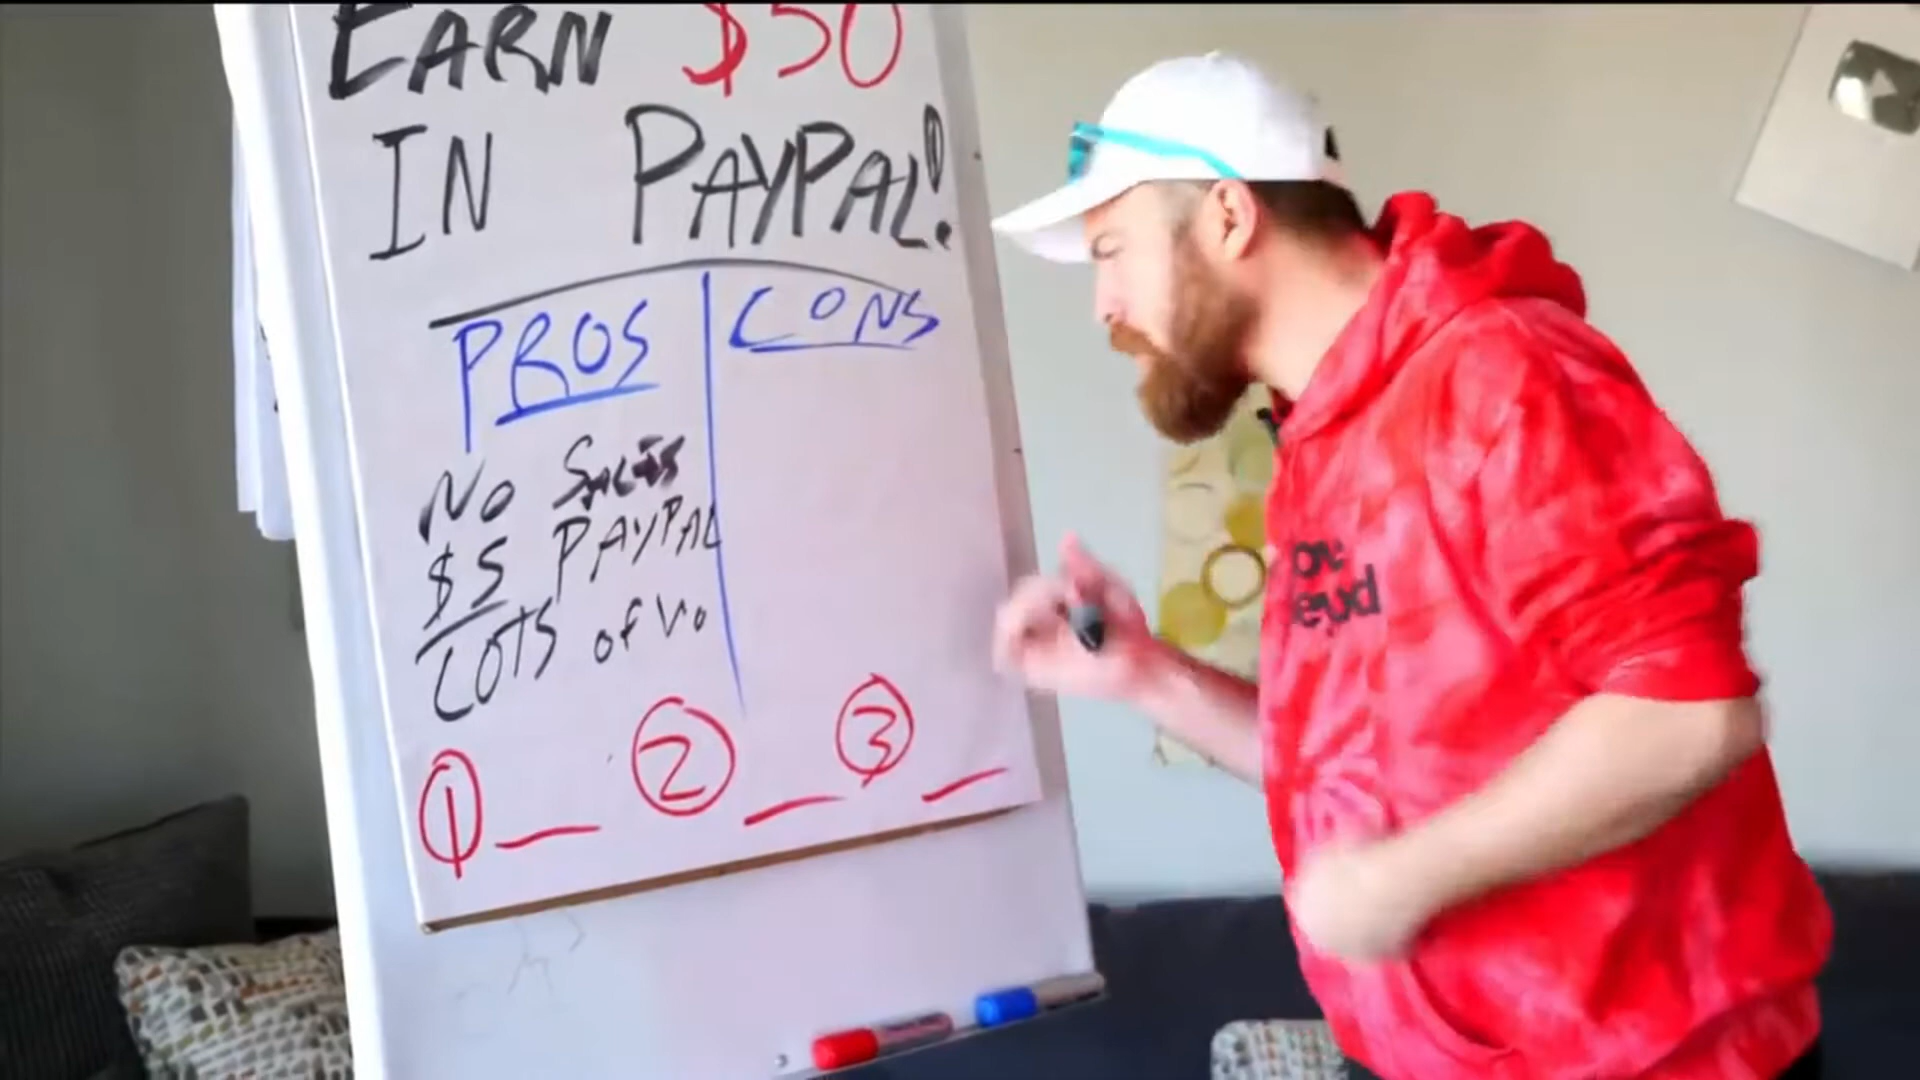 EARN $50
IN PAYPAL!
PROS
CONS
NO SALES
$5 PAYPAL
LOTS of
1 2 3